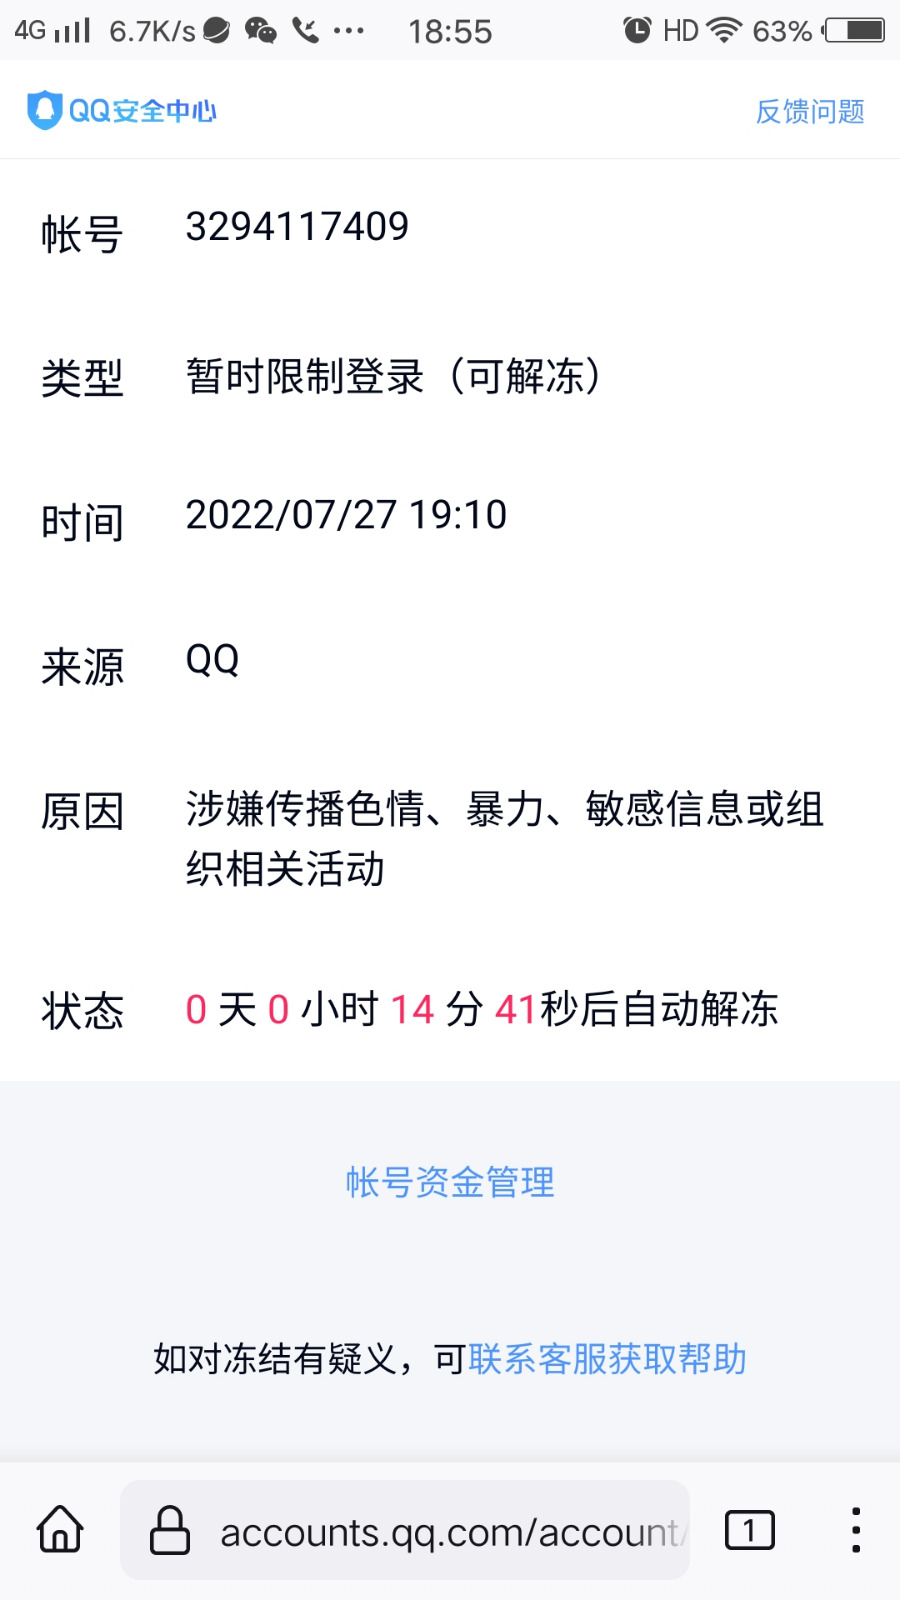 4G 6.7K/s 18:55 HD 63%
QQ安全中心 反馈问题
帐号 3294117409
类型 暂时限制登录（可解冻）
时间 2022/07/27 19:10
来源 QQ
原因 涉嫌传播色情、暴力、敏感信息或组
织相关活动
状态 0 天 0 小时 14 分 41秒后自动解冻
帐号资金管理
如对冻结有疑义，可联系客服获取帮助
accounts.qq.com/account/ 1